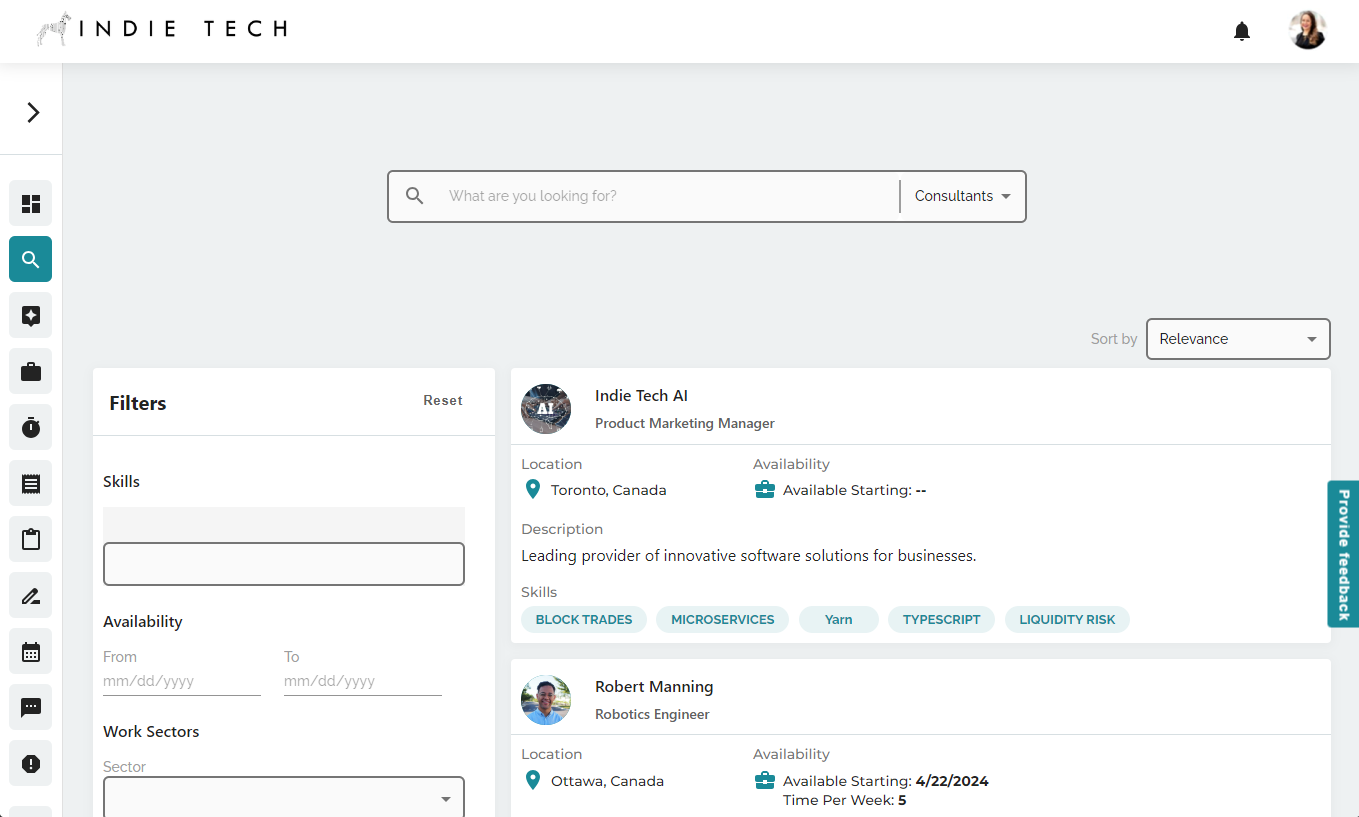 INDIE TECH
What are you looking for?
Consultants
Sort by
Relevance
Filters
Reset
Skills
Availability
From
To
mm/dd/yyyy
mm/dd/yyyy
Work Sectors
Sector
AI
Indie Tech AI
Product Marketing Manager
Location
Availability
Toronto, Canada
Available Starting: --
Description
Leading provider of innovative software solutions for businesses.
Skills
BLOCK TRADES
MICROSERVICES
Yarn
TYPESCRIPT
LIQUIDITY RISK
Robert Manning
Robotics Engineer
Location
Availability
Ottawa, Canada
Available Starting: 4/22/2024
Time Per Week: 5
Provide feedback